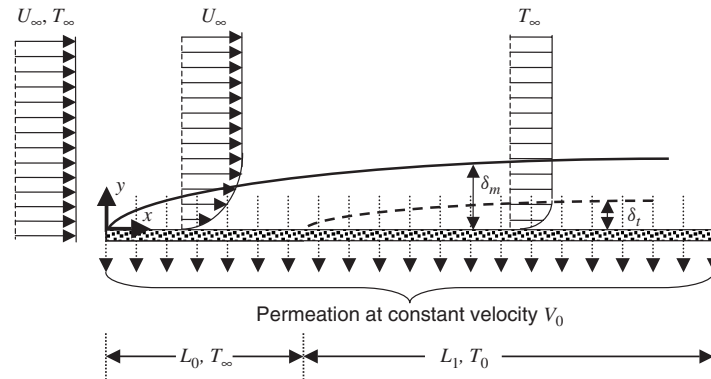 U∞, T∞
U∞
T∞
y
x
δm
δt
Permeation at constant velocity V0
L0, T∞
L1, T0